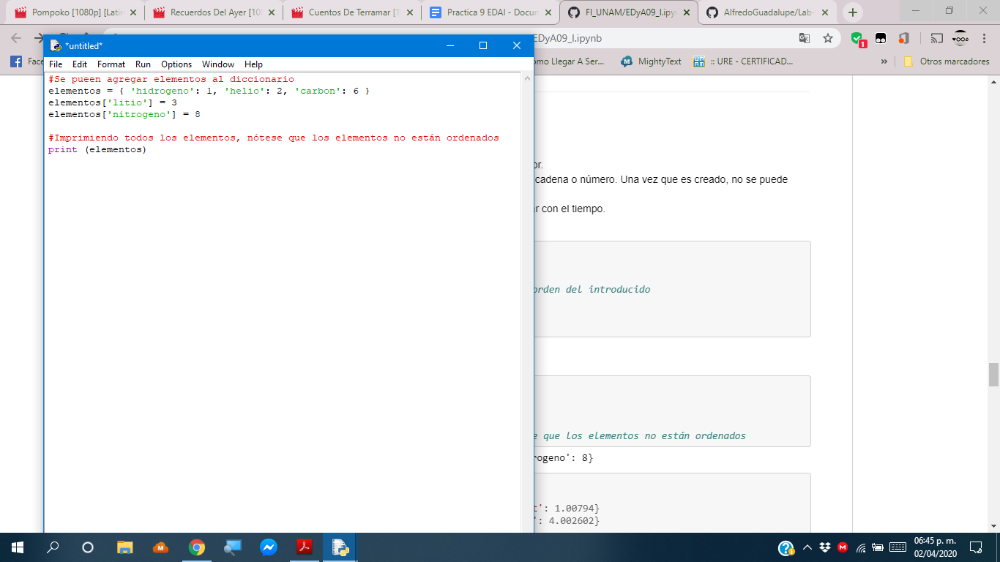 Pompoko [1080p] [Latin
Recuerdos Del Ayer [10
Cuentos De Terramar [1
Practica 9 EDAI - Docum
FI_UNAM/EDyA09_I.ipyn
AlfredoGuadalupe/Lab-
EDyA09_I.ipynb
1
Face
omo Llegar A Ser...
MightyText
:: URE - CERTIFICAD...
»
Otros marcadores
*untitled*
File Edit Format Run Options Window Help
#Se pueen agregar elementos al diccionario
elementos = { 'hidrogeno': 1, 'helio': 2, 'carbon': 6 }
elementos['litio'] = 3
elementos['nitrogeno'] = 8
#Imprimiendo todos los elementos, nótese que los elementos no están ordenados
print (elementos)
or.
cadena o número. Una vez que es creado, no se puede
ar con el tiempo.
orden del introducido
e que los elementos no están ordenados
rogeno': 8}
t': 1.00794}
': 4.002602}
06:45 p. m.
02/04/2020